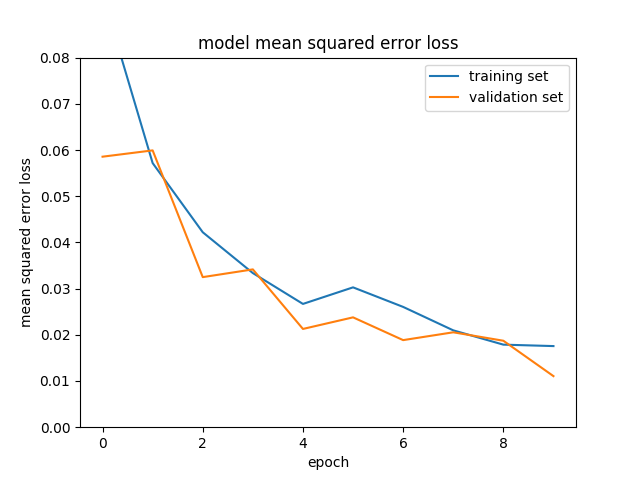 model mean squared error loss
training set
validation set
0.08
0.07
0.06
0.05
0.04
0.03
0.02
0.01
0.00
mean squared error loss
0 2 4 6 8
epoch